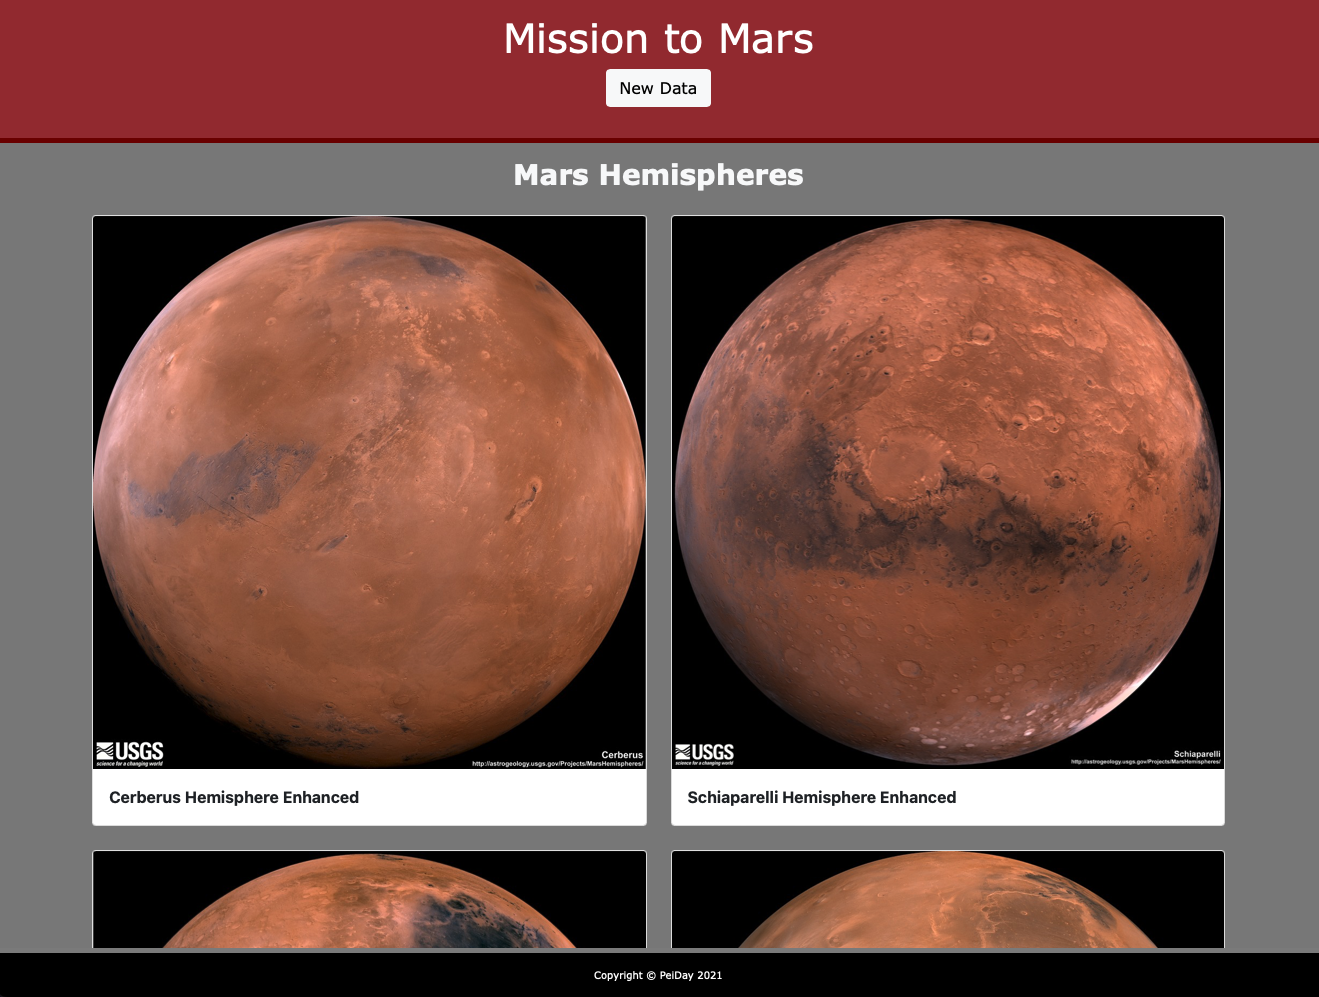 Mission to Mars
New Data
Mars Hemispheres
USGS
science for a changing world
Cerberus
http://astrogeology.usgs.gov/Projects/MarsHemispheres/
Cerberus Hemisphere Enhanced
USGS
science for a changing world
Schiaparelli
http://astrogeology.usgs.gov/Projects/MarsHemispheres/
Schiaparelli Hemisphere Enhanced
Copyright © PeiDay 2021